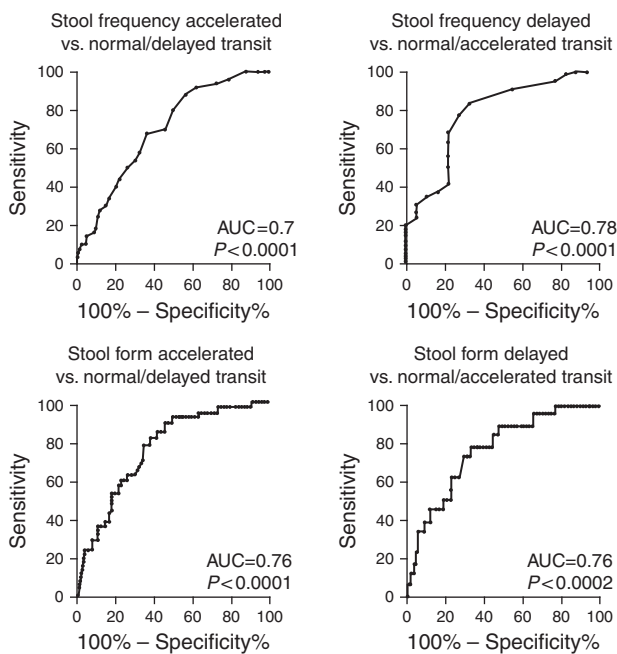 Stool frequency accelerated
vs. normal/delayed transit
100
80
60
40
20
0
Sensitivity
AUC=0.7
P<0.0001
0 20 40 60 80 100
100% – Specificity%
Stool frequency delayed
vs. normal/accelerated transit
100
80
60
40
20
0
Sensitivity
AUC=0.78
P<0.0001
0 20 40 60 80 100
100% – Specificity%
Stool form accelerated
vs. normal/delayed transit
100
80
60
40
20
0
Sensitivity
AUC=0.76
P<0.0001
0 20 40 60 80 100
100% – Specificity%
Stool form delayed
vs. normal/accelerated transit
100
80
60
40
20
0
Sensitivity
AUC=0.76
P<0.0002
0 20 40 60 80 100
100% – Specificity%